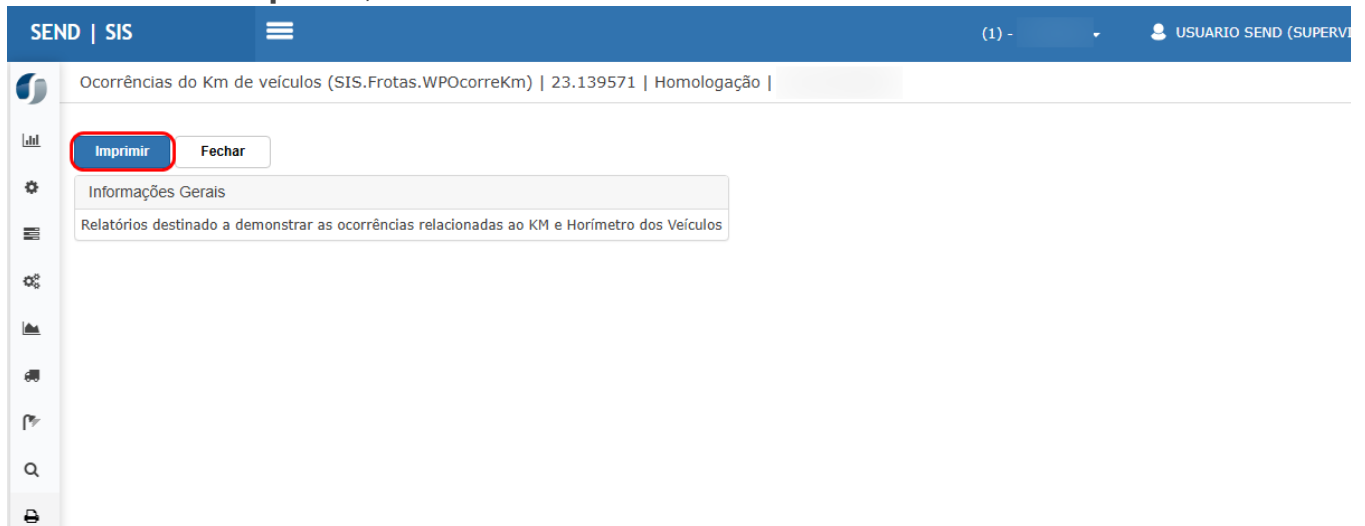 SEND | SIS
(1) -
USUARIO SEND (SUPERVI
Ocorrências do Km de veículos (SIS.Frotas.WPOcorreKm) | 23.139571 | Homologação |
Imprimir
Fechar
Informações Gerais
Relatórios destinado a demonstrar as ocorrências relacionadas ao KM e Horímetro dos Veículos